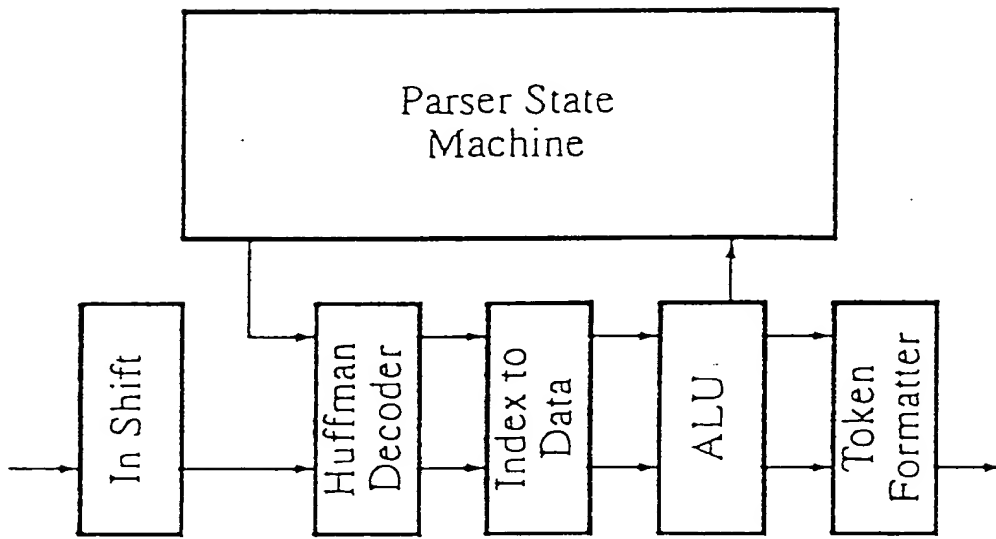 Parser State
Machine
In Shift
Huffman
Decoder
Index to
Data
ALU
Token
Formatter